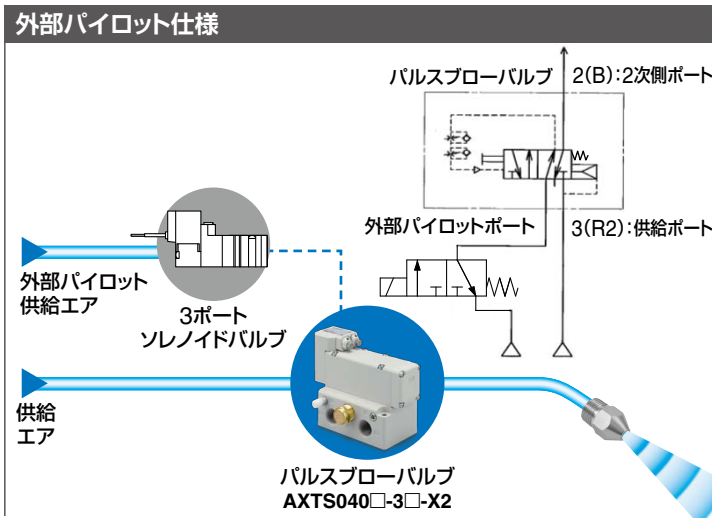 外部パイロット仕様
パルスブローバルブ
2(B):2次側ポート
外部パイロットポート
3(R2):供給ポート
外部パイロット
供給エア
3ポート
ソレノイドバルブ
供給
エア
パルスブローバルブ
AXTS040□-3□-X2